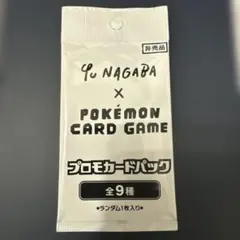 非売品
Yu NAGABA
×
POKÉMON
CARD GAME
プロモカードパック
全9種
*ランダム1枚入り*